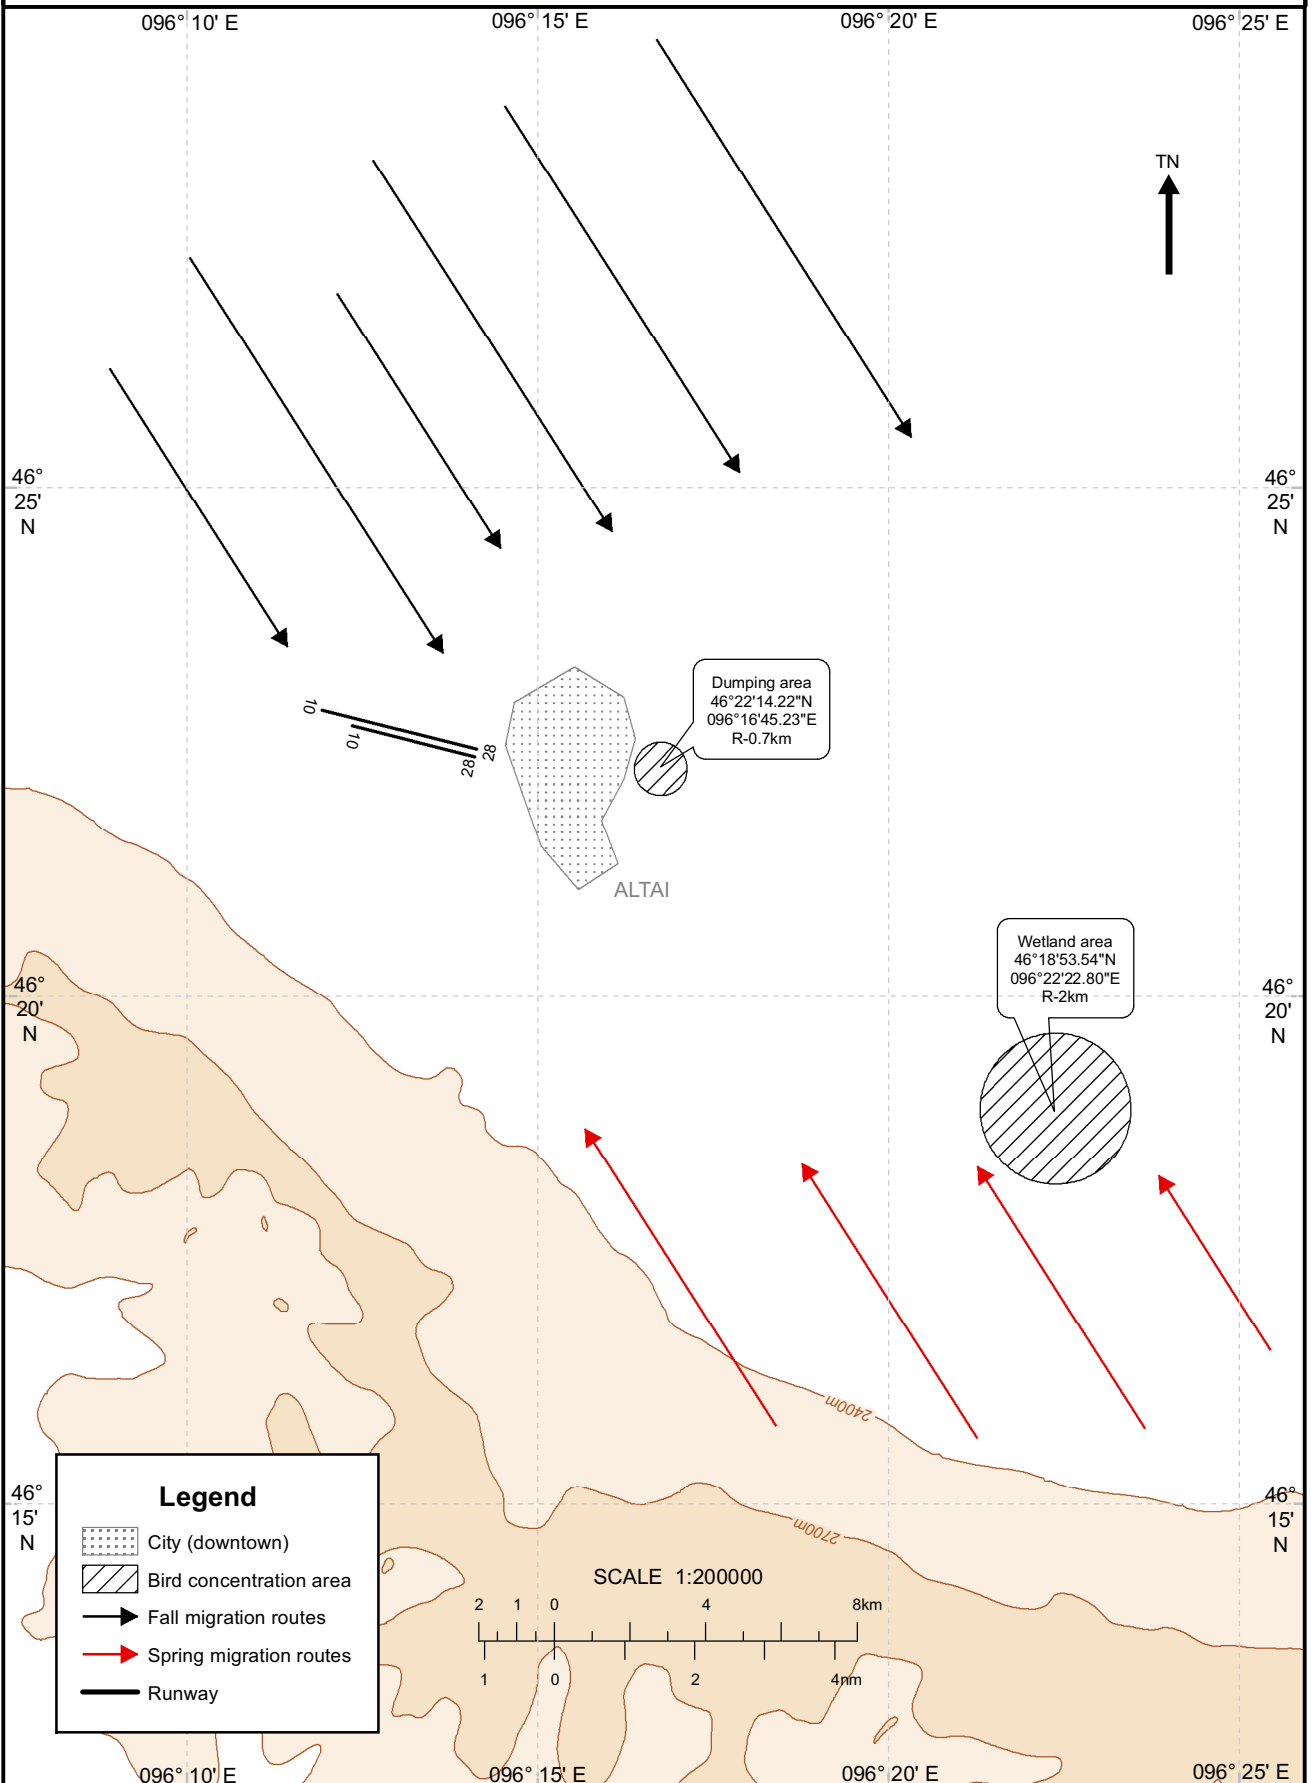 096° 10' E
096° 15' E
096° 20' E
096° 25' E
TN
46°
25'
N
46°
25'
N
10
10
28
28
Dumping area
46°22'14.22"N
096°16'45.23"E
R-0.7km
ALTAI
Wetland area
46°18'53.54"N
096°22'22.80"E
R-2km
46°
20'
N
46°
20'
N
2400m
2700m
46°
15'
N
46°
15'
N
Legend
City (downtown)
Bird concentration area
Fall migration routes
Spring migration routes
Runway
SCALE 1:200000
2 1 0 4 8km
1 0 2 4nm
096° 10' E
096° 15' E
096° 20' E
096° 25' E